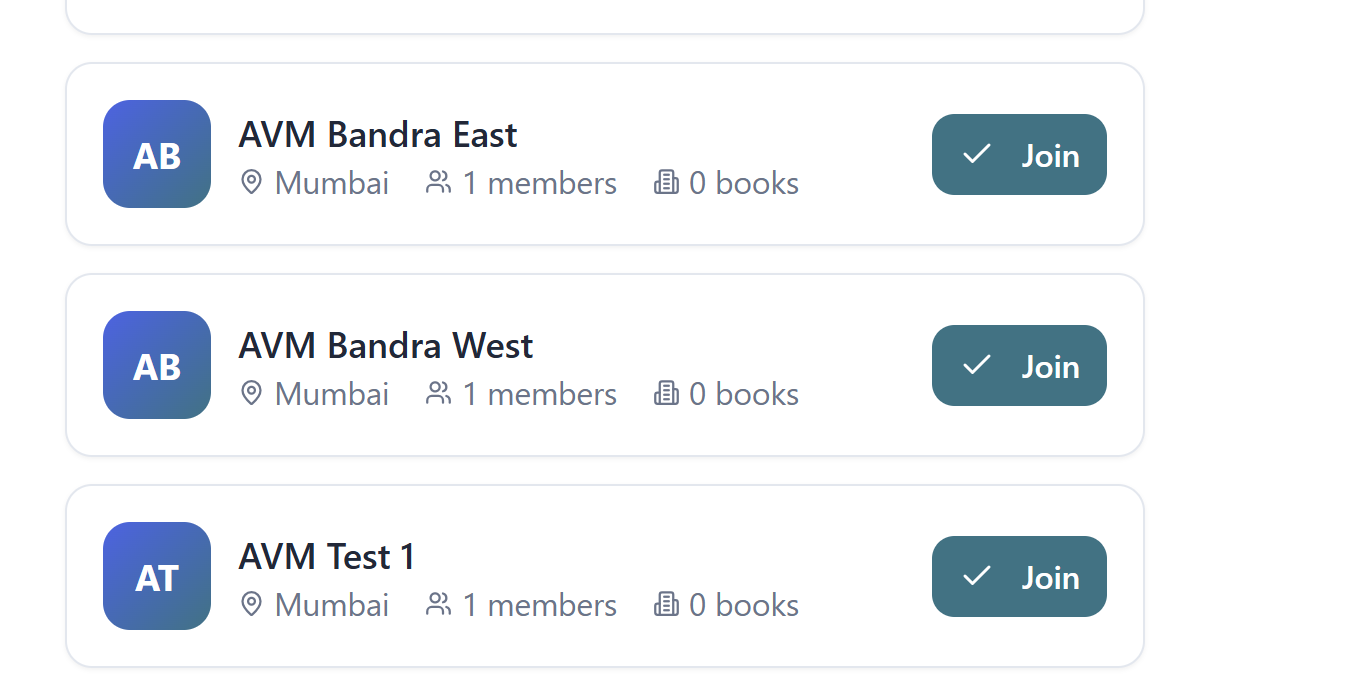 AB
AVM Bandra East
Mumbai 1 members 0 books
Join
AB
AVM Bandra West
Mumbai 1 members 0 books
Join
AT
AVM Test 1
Mumbai 1 members 0 books
Join